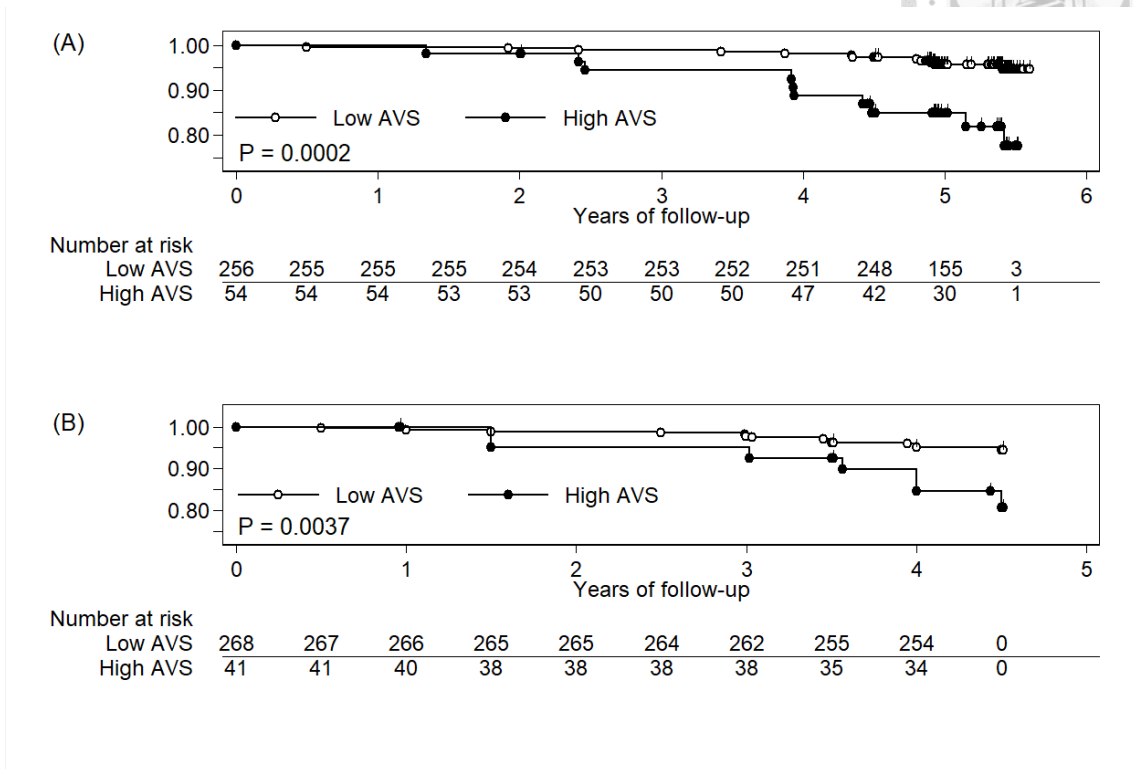 (A)
1.00
0.90
0.80
Low AVS High AVS
P = 0.0002
0 1 2 3 4 5 6
Years of follow-up
Number at risk
Low AVS 256 255 255 255 254 253 253 252 251 248 155 3
High AVS 54 54 54 53 53 50 50 50 47 42 30 1
(B)
1.00
0.90
0.80
Low AVS High AVS
P = 0.0037
0 1 2 3 4 5
Years of follow-up
Number at risk
Low AVS 268 267 266 265 265 264 262 255 254 0
High AVS 41 41 40 38 38 38 38 35 34 0